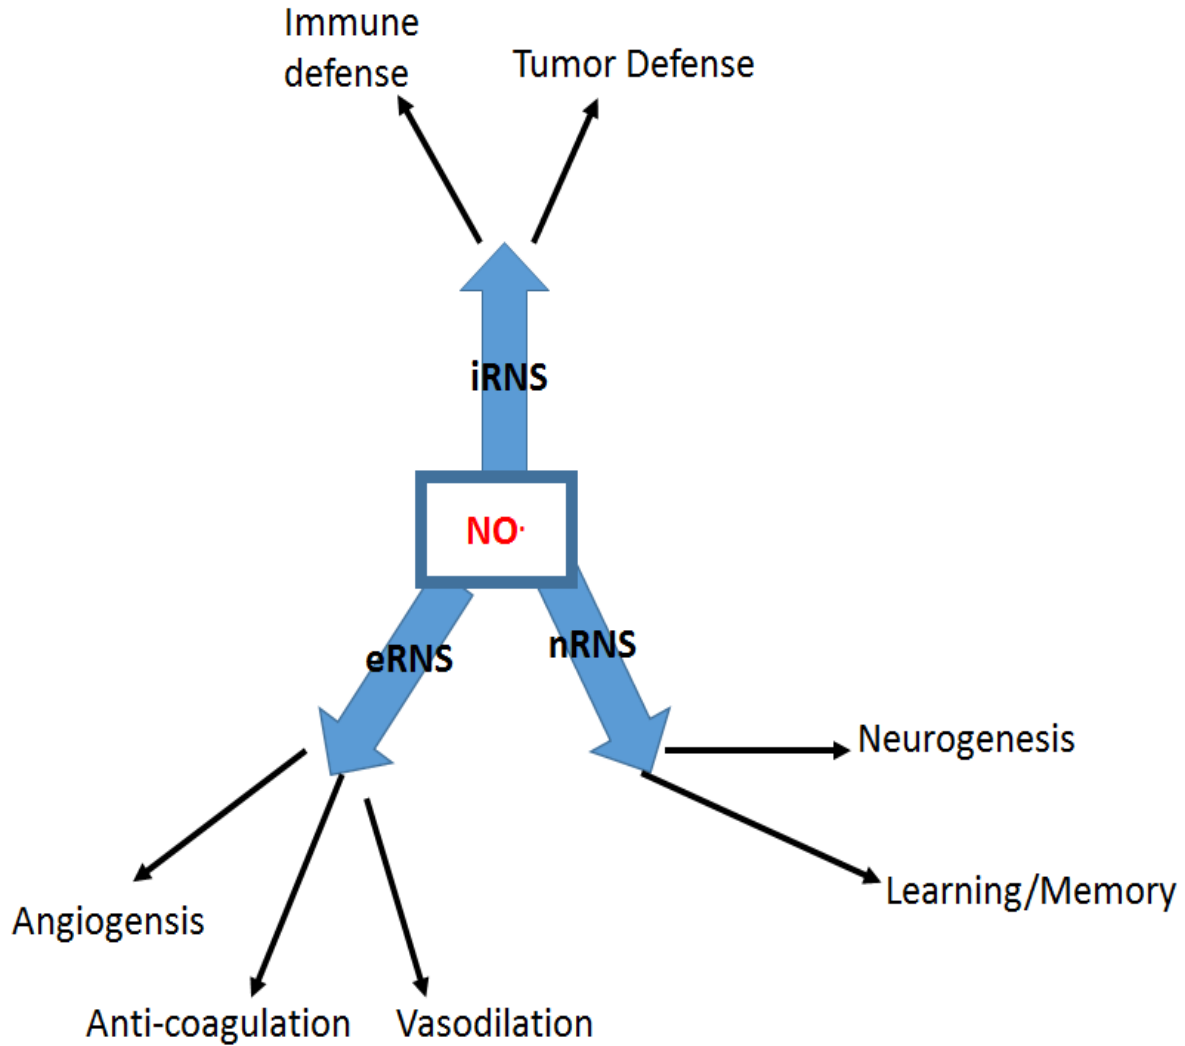 Immune
defense
Tumor Defense
iRNS
NO·
eRNS
nRNS
Neurogenesis
Learning/Memory
Angiogensis
Anti-coagulation
Vasodilation